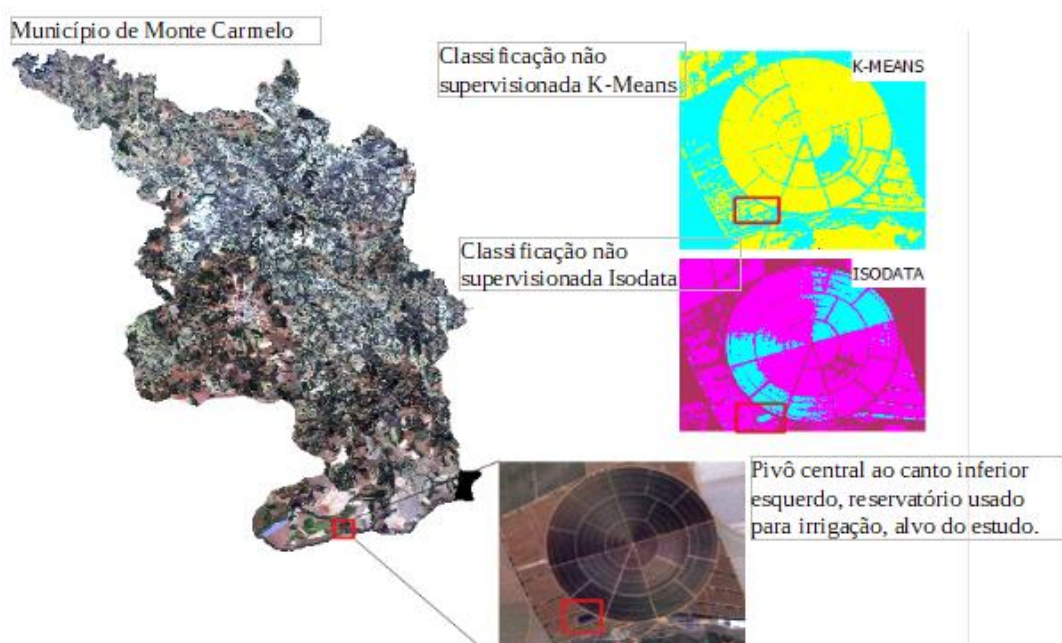 Município de Monte Carmelo
Classificação não
supervisionada K-Means
K-MEANS
Classificação não
supervisionada Isodata
ISODATA
Pivô central ao canto inferior
esquerdo, reservatório usado
para irrigação, alvo do estudo.